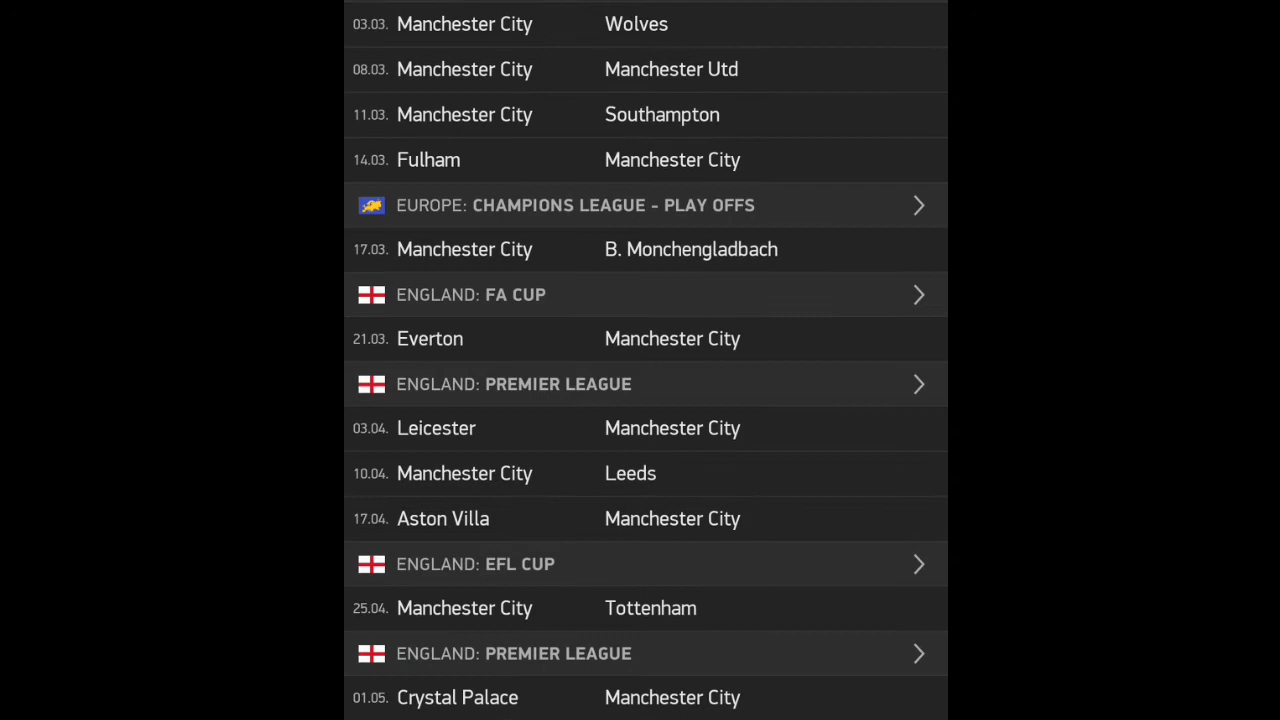 03.03. Manchester City Wolves
08.03. Manchester City Manchester Utd
11.03. Manchester City Southampton
14.03. Fulham Manchester City
EUROPE: CHAMPIONS LEAGUE - PLAY OFFS
17.03. Manchester City B. Monchengladbach
ENGLAND: FA CUP
21.03. Everton Manchester City
ENGLAND: PREMIER LEAGUE
03.04. Leicester Manchester City
10.04. Manchester City Leeds
17.04. Aston Villa Manchester City
ENGLAND: EFL CUP
25.04. Manchester City Tottenham
ENGLAND: PREMIER LEAGUE
01.05. Crystal Palace Manchester City